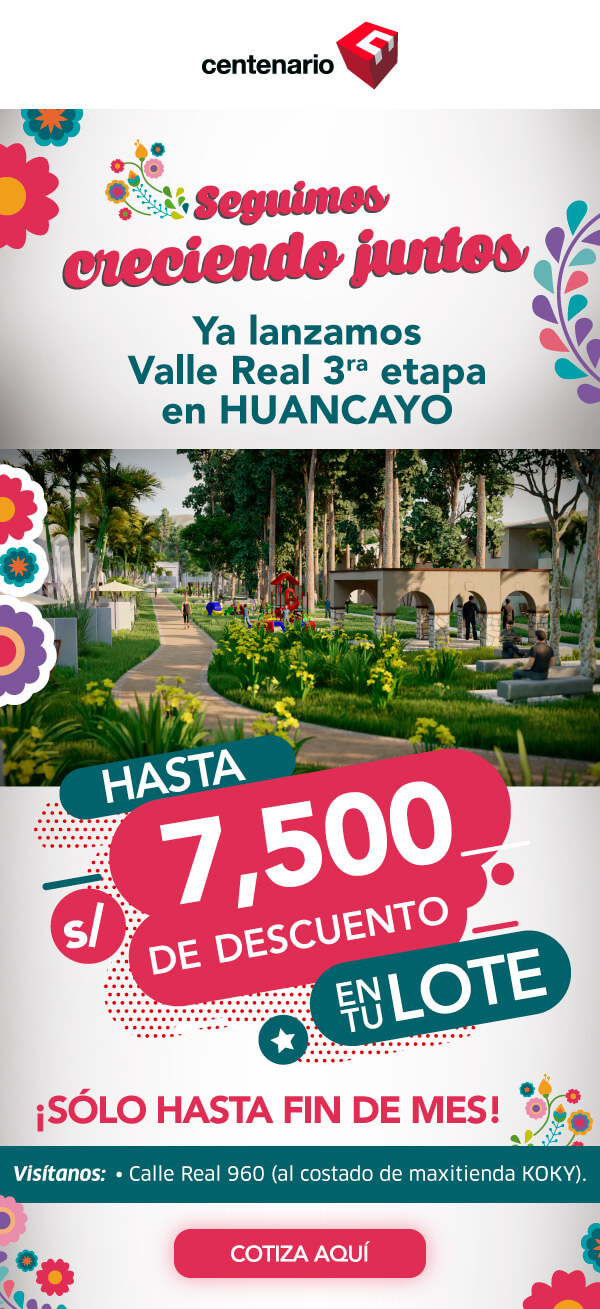 centenario
Seguimos
creciendo juntos
Ya lanzamos
Valle Real 3ra etapa
en HUANCAYO
HASTA
7,500
s/
DE DESCUENTO
EN
TU
LOTE
¡SÓLO HASTA FIN DE MES!
Visítanos: • Calle Real 960 (al costado de maxitienda KOKY).
COTIZA AQUÍ